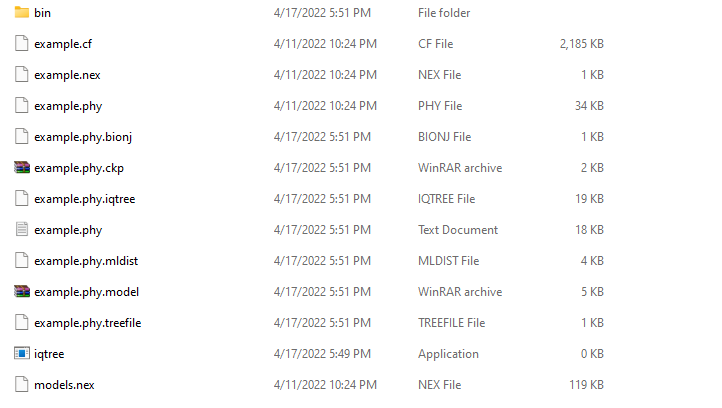 bin 4/17/2022 5:51 PM File folder
example.cf 4/11/2022 10:24 PM CF File 2,185 KB
example.nex 4/11/2022 10:24 PM NEX File 1 KB
example.phy 4/11/2022 10:24 PM PHY File 34 KB
example.phy.bionj 4/17/2022 5:51 PM BIONJ File 1 KB
example.phy.ckp 4/17/2022 5:51 PM WinRAR archive 2 KB
example.phy.iqtree 4/17/2022 5:51 PM IQTREE File 19 KB
example.phy 4/17/2022 5:51 PM Text Document 18 KB
example.phy.mldist 4/17/2022 5:51 PM MLDIST File 4 KB
example.phy.model 4/17/2022 5:51 PM WinRAR archive 5 KB
example.phy.treefile 4/17/2022 5:51 PM TREEFILE File 1 KB
iqtree 4/17/2022 5:49 PM Application 0 KB
models.nex 4/11/2022 10:24 PM NEX File 119 KB